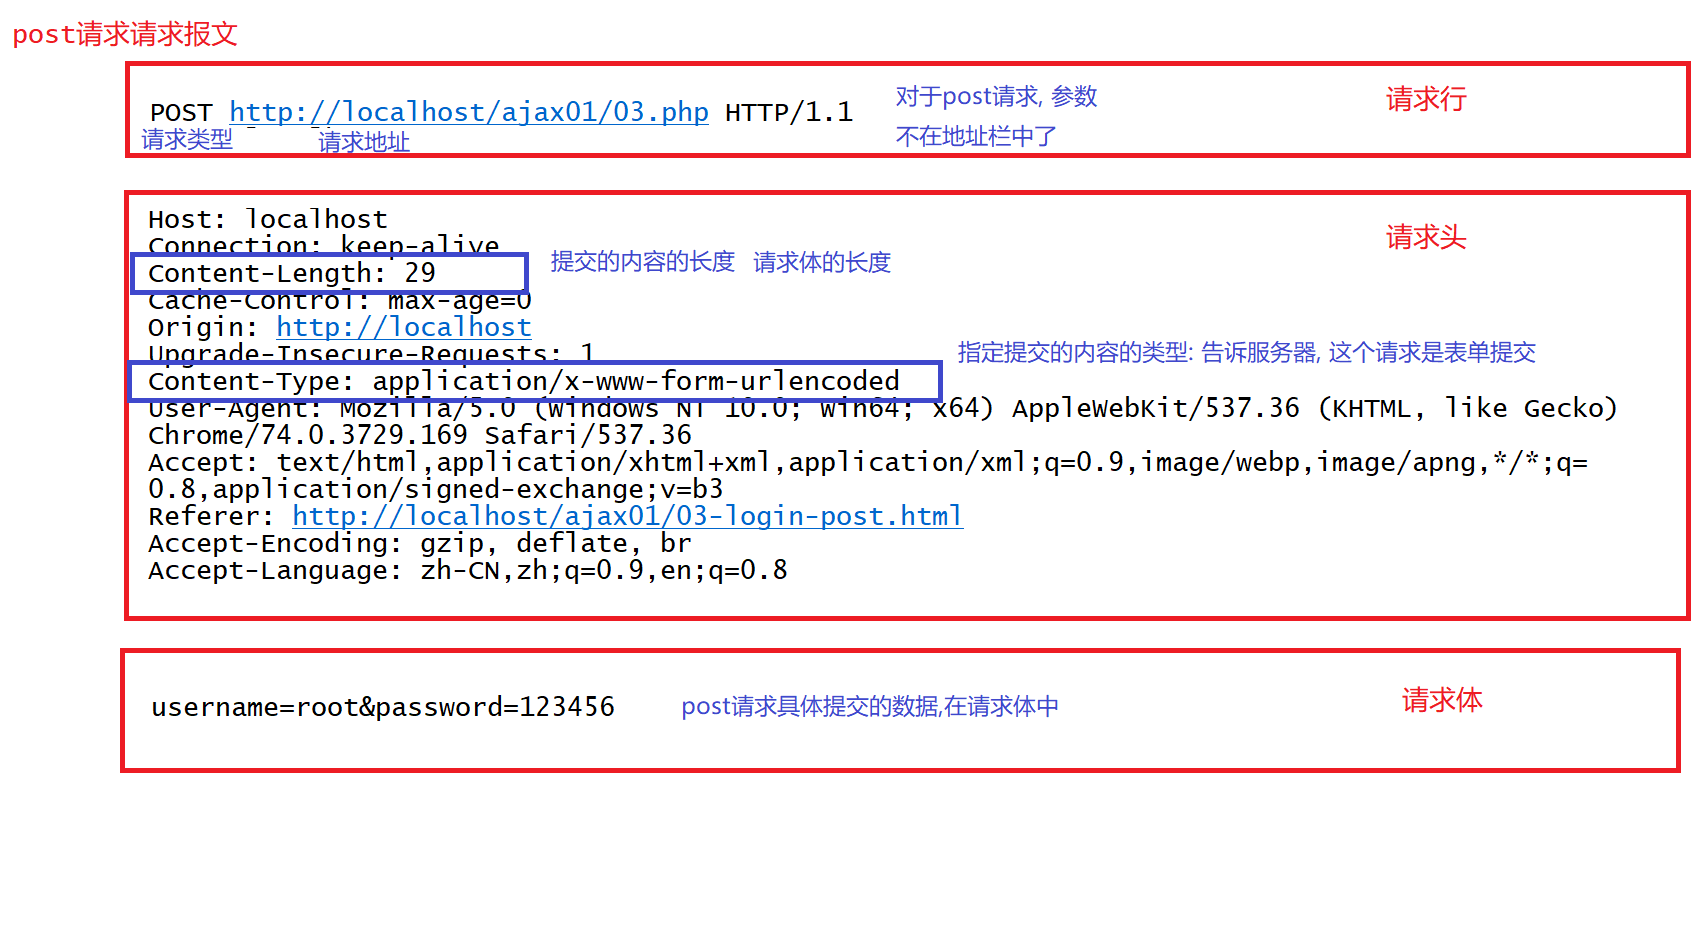 post请求请求报文
POST http://localhost/ajax01/03.php HTTP/1.1
对于post请求, 参数
请求行
请求类型
请求地址
不在地址栏中了
Host: localhost
请求头
Connection: keep-alive
Content-Length: 29
提交的内容的长度 请求体的长度
Cache-Control: max-age=0
Origin: http://localhost
Upgrade-Insecure-Requests: 1
指定提交的内容的类型: 告诉服务器, 这个请求是表单提交
Content-Type: application/x-www-form-urlencoded
User-Agent: Mozilla/5.0 (Windows NT 10.0; Win64; x64) AppleWebKit/537.36 (KHTML, like Gecko)
Chrome/74.0.3729.169 Safari/537.36
Accept: text/html,application/xhtml+xml,application/xml;q=0.9,image/webp,image/apng,*/*;q=
0.8,application/signed-exchange;v=b3
Referer: http://localhost/ajax01/03-login-post.html
Accept-Encoding: gzip, deflate, br
Accept-Language: zh-CN,zh;q=0.9,en;q=0.8
username=root&password=123456
post请求具体提交的数据,在请求体中
请求体